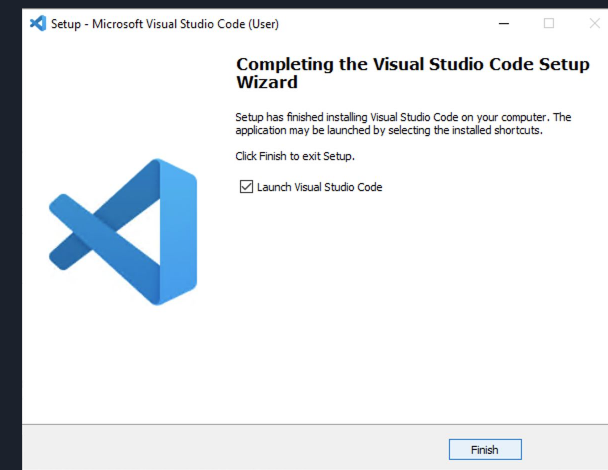 Setup - Microsoft Visual Studio Code (User)
Completing the Visual Studio Code Setup
Wizard
Setup has finished installing Visual Studio Code on your computer. The
application may be launched by selecting the installed shortcuts.
Click Finish to exit Setup.
Launch Visual Studio Code
Finish